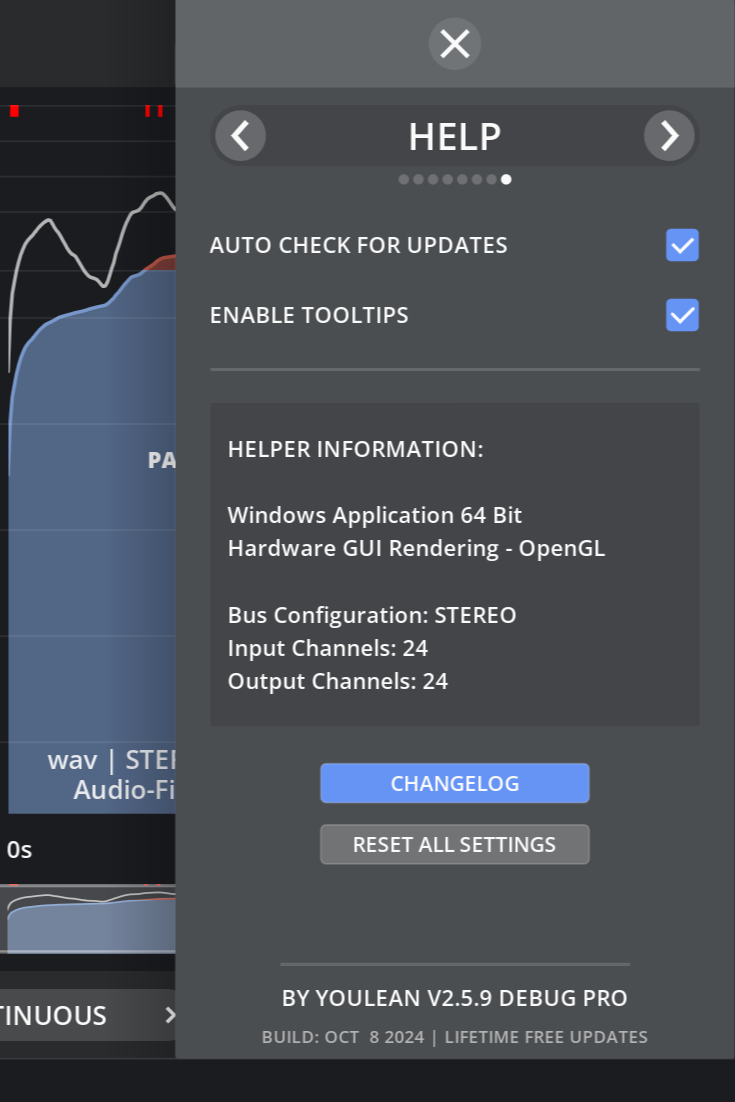 HELP
AUTO CHECK FOR UPDATES
ENABLE TOOLTIPS
HELPER INFORMATION:
Windows Application 64 Bit
Hardware GUI Rendering - OpenGL
Bus Configuration: STEREO
Input Channels: 24
Output Channels: 24
PA
wav | STER
Audio-Fi
CHANGELOG
RESET ALL SETTINGS
0s
TINUOUS
BY YOULEAN V2.5.9 DEBUG PRO
BUILD: OCT  8 2024 | LIFETIME FREE UPDATES